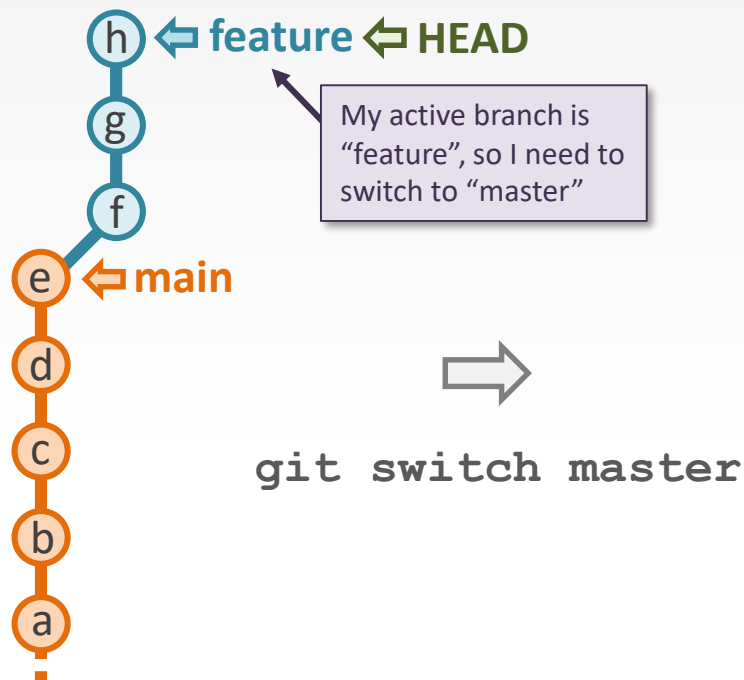 h feature HEAD
g
My active branch is
“feature”, so I need to
switch to “master”
f
e main
d
c
git switch master
b
a